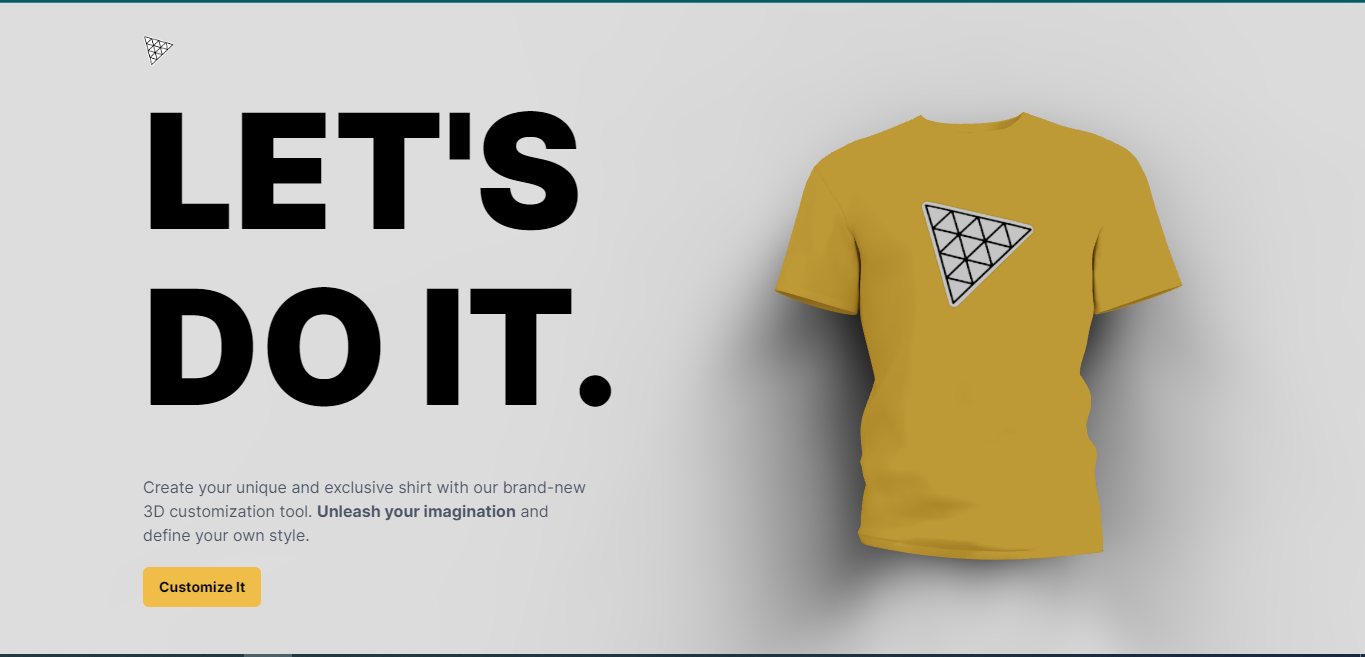 LET'S
DO IT.
Create your unique and exclusive shirt with our brand-new
3D customization tool. Unleash your imagination and
define your own style.
Customize It